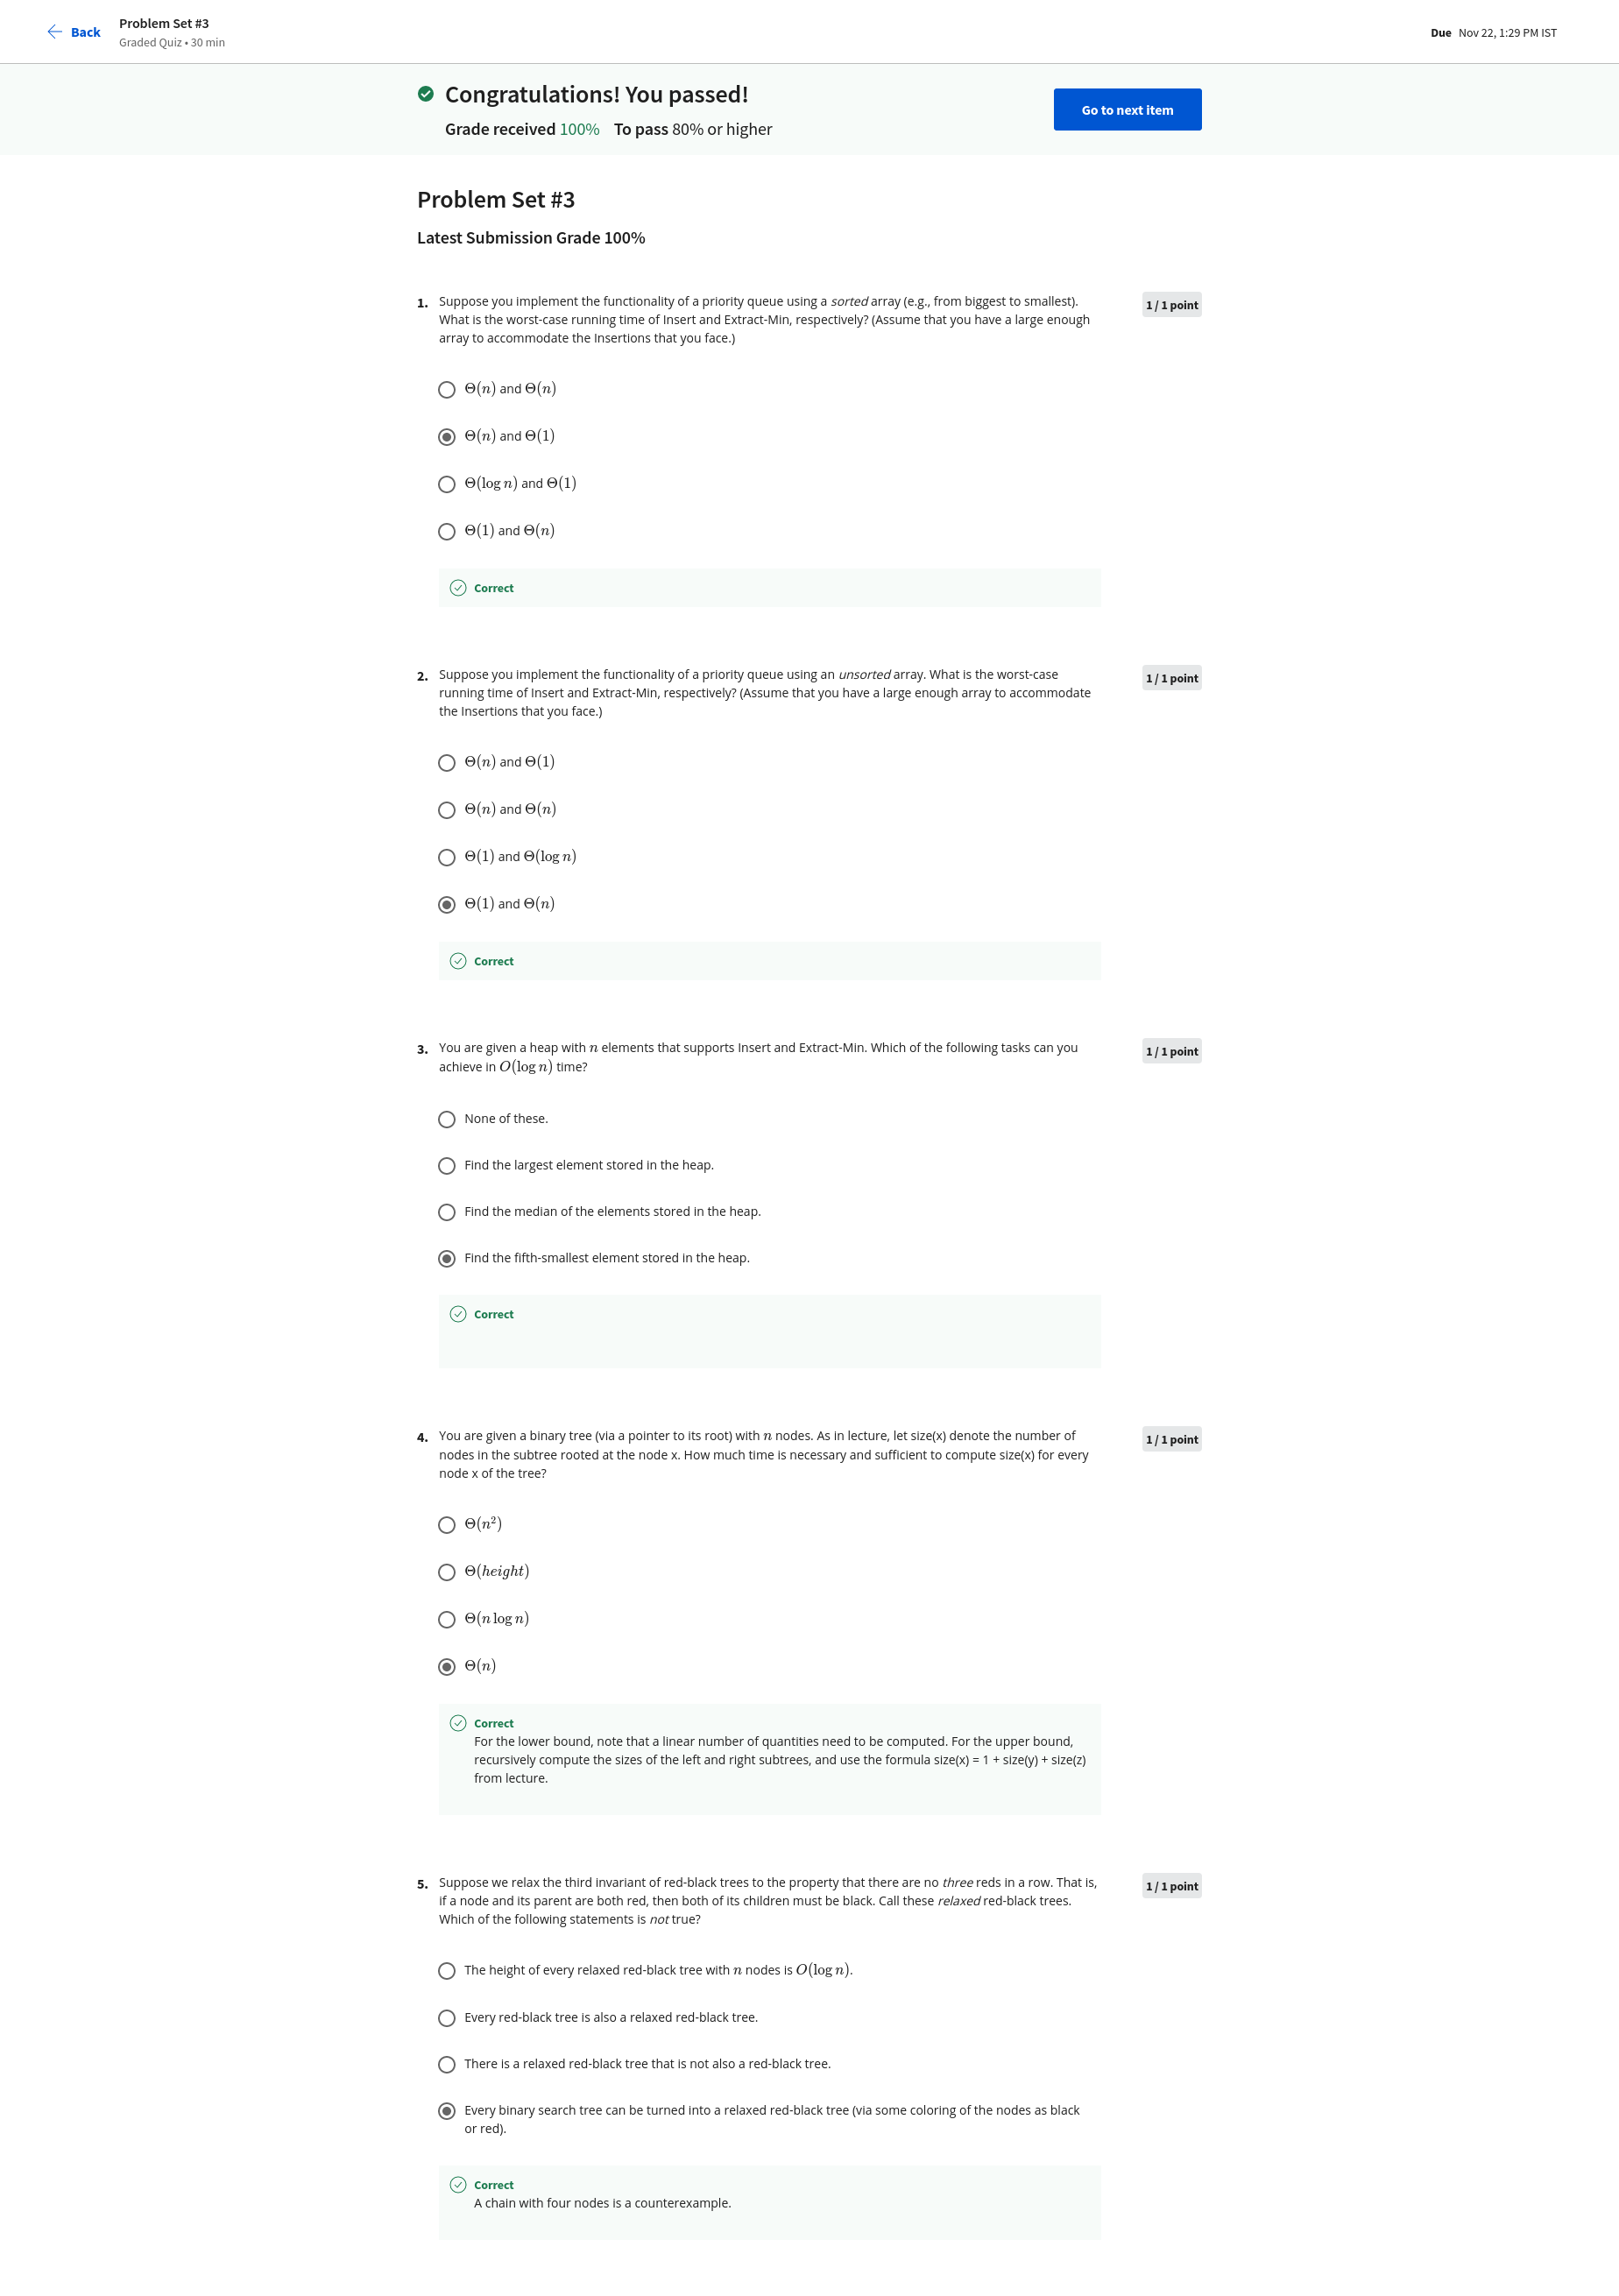 Back
Problem Set #3
Graded Quiz • 30 min
Due Nov 22, 1:29 PM IST
Congratulations! You passed!
Grade received 100% To pass 80% or higher
Go to next item
Problem Set #3
Latest Submission Grade 100%
1. Suppose you implement the functionality of a priority queue using a sorted array (e.g., from biggest to smallest).
What is the worst-case running time of Insert and Extract-Min, respectively? (Assume that you have a large enough
array to accommodate the Insertions that you face.)
1 / 1 point
Θ(n) and Θ(n)
Θ(n) and Θ(1)
Θ(log n) and Θ(1)
Θ(1) and Θ(n)
Correct
2. Suppose you implement the functionality of a priority queue using an unsorted array. What is the worst-case
running time of Insert and Extract-Min, respectively? (Assume that you have a large enough array to accommodate
the Insertions that you face.)
1 / 1 point
Θ(n) and Θ(1)
Θ(n) and Θ(n)
Θ(1) and Θ(log n)
Θ(1) and Θ(n)
Correct
3. You are given a heap with n elements that supports Insert and Extract-Min. Which of the following tasks can you
achieve in O(log n) time?
1 / 1 point
None of these.
Find the largest element stored in the heap.
Find the median of the elements stored in the heap.
Find the fifth-smallest element stored in the heap.
Correct
4. You are given a binary tree (via a pointer to its root) with n nodes. As in lecture, let size(x) denote the number of
nodes in the subtree rooted at the node x. How much time is necessary and sufficient to compute size(x) for every
node x of the tree?
1 / 1 point
Θ(n²)
Θ(height)
Θ(n log n)
Θ(n)
Correct
For the lower bound, note that a linear number of quantities need to be computed. For the upper bound,
recursively compute the sizes of the left and right subtrees, and use the formula size(x) = 1 + size(y) + size(z)
from lecture.
5. Suppose we relax the third invariant of red-black trees to the property that there are no three reds in a row. That is,
if a node and its parent are both red, then both of its children must be black. Call these relaxed red-black trees.
Which of the following statements is not true?
1 / 1 point
The height of every relaxed red-black tree with n nodes is O(log n).
Every red-black tree is also a relaxed red-black tree.
There is a relaxed red-black tree that is not also a red-black tree.
Every binary search tree can be turned into a relaxed red-black tree (via some coloring of the nodes as black
or red).
Correct
A chain with four nodes is a counterexample.